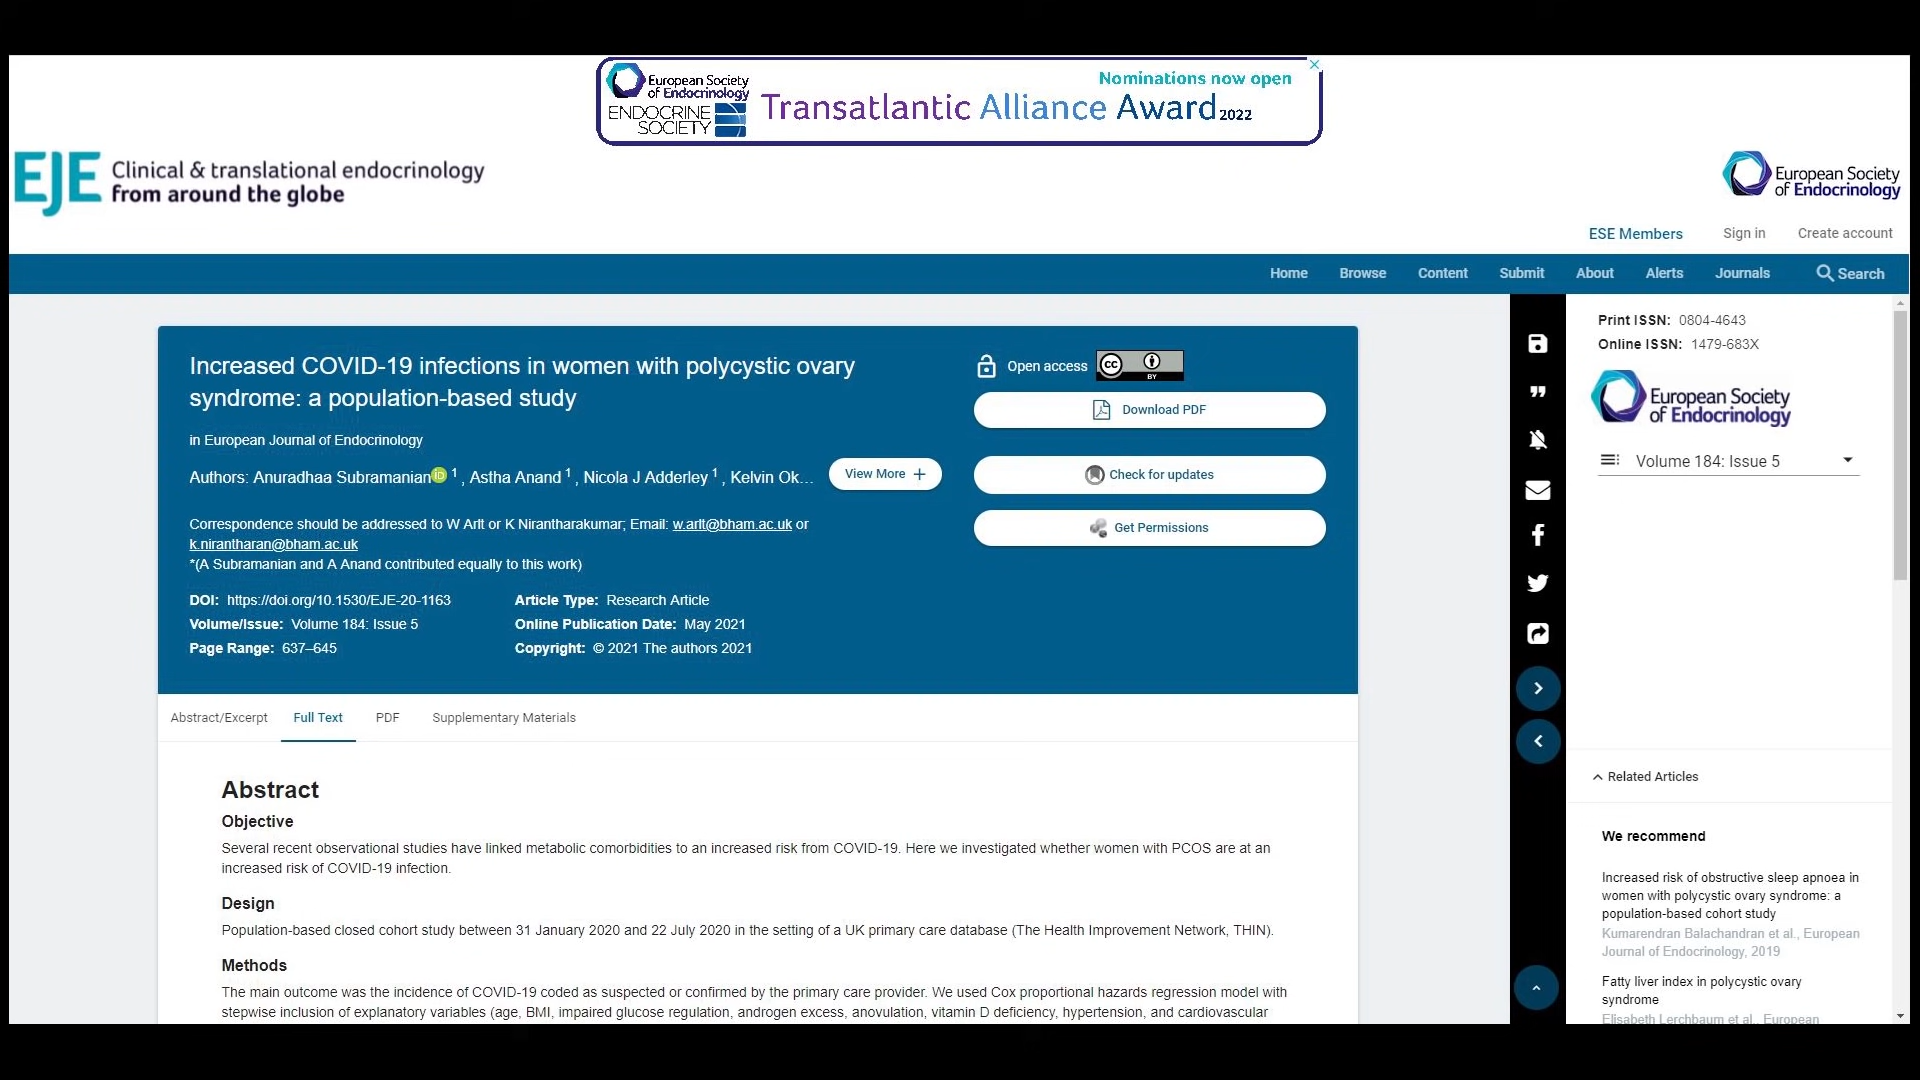 European Society
of Endocrinology
ENDOCRINE
SOCIETY
Nominations now open
Transatlantic Alliance Award 2022
EJE
Clinical & translational endocrinology
from around the globe
European Society
of Endocrinology
ESE Members Sign in Create account
Home Browse Content Submit About Alerts Journals Search
Increased COVID-19 infections in women with polycystic ovary
syndrome: a population-based study
in European Journal of Endocrinology
Authors: Anuradhaa Subramanian iD 1 , Astha Anand 1 , Nicola J Adderley 1 , Kelvin Ok...
View More +
Correspondence should be addressed to W Arlt or K Nirantharakumar; Email: w.arlt@bham.ac.uk or
k.nirantharan@bham.ac.uk
*(A Subramanian and A Anand contributed equally to this work)
DOI: https://doi.org/10.1530/EJE-20-1163
Volume/Issue: Volume 184: Issue 5
Page Range: 637–645
Article Type: Research Article
Online Publication Date: May 2021
Copyright: © 2021 The authors 2021
Open access
cc BY
Download PDF
Check for updates
Get Permissions
Abstract/Excerpt Full Text PDF Supplementary Materials
Abstract
Objective
Several recent observational studies have linked metabolic comorbidities to an increased risk from COVID-19. Here we investigated whether women with PCOS are at an
increased risk of COVID-19 infection.
Design
Population-based closed cohort study between 31 January 2020 and 22 July 2020 in the setting of a UK primary care database (The Health Improvement Network, THIN).
Methods
The main outcome was the incidence of COVID-19 coded as suspected or confirmed by the primary care provider. We used Cox proportional hazards regression model with
stepwise inclusion of explanatory variables (age, BMI, impaired glucose regulation, androgen excess, anovulation, vitamin D deficiency, hypertension, and cardiovascular
Print ISSN: 0804-4643
Online ISSN: 1479-683X
European Society
of Endocrinology
Volume 184: Issue 5
Related Articles
We recommend
Increased risk of obstructive sleep apnoea in
women with polycystic ovary syndrome: a
population-based cohort study
Kumarendran Balachandran et al., European
Journal of Endocrinology, 2019
Fatty liver index in polycystic ovary
syndrome
Elisabeth Lerchbaum et al., European